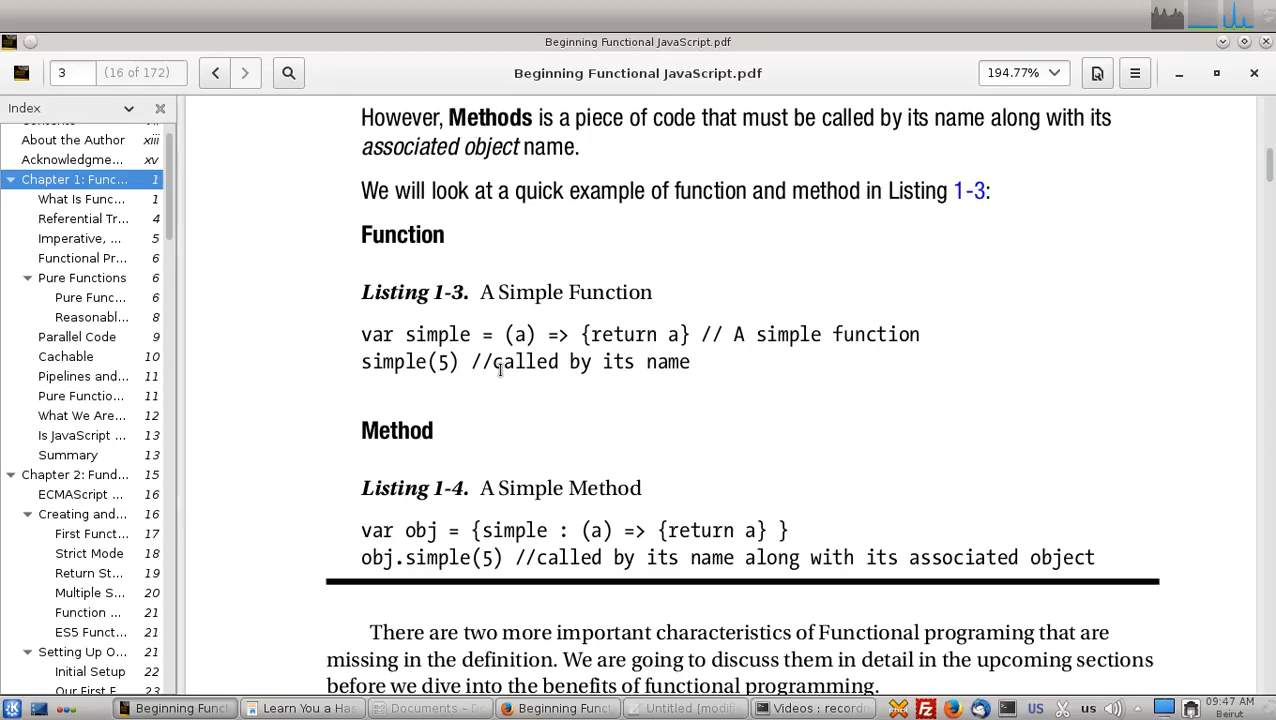 Beginning Functional JavaScript.pdf
3 (16 of 172) Beginning Functional JavaScript.pdf 194.77%
Index
About the Author xiii
Acknowledgme... xv
Chapter 1: Func... 1
What Is Func... 1
Referential Tr... 4
Imperative, ... 5
Functional Pr... 6
Pure Functions 6
Pure Func... 6
Reasonabl... 8
Parallel Code 9
Cachable 10
Pipelines and... 11
Pure Functio... 11
What We Are... 12
Is JavaScript ... 13
Summary 13
Chapter 2: Fund... 15
ECMAScript ... 16
Creating and... 16
First Funct... 17
Strict Mode 18
Return St... 19
Multiple S... 20
Function ... 21
ES5 Funct... 21
Setting Up O... 21
Initial Setup 22
Our First F... 23
However, Methods is a piece of code that must be called by its name along with its
associated object name.
We will look at a quick example of function and method in Listing 1-3:
Function
Listing 1-3. A Simple Function
var simple = (a) => {return a} // A simple function
simple(5) //called by its name
Method
Listing 1-4. A Simple Method
var obj = {simple : (a) => {return a} }
obj.simple(5) //called by its name along with its associated object
There are two more important characteristics of Functional programing that are
missing in the definition. We are going to discuss them in detail in the upcoming sections
before we dive into the benefits of functional programming.
Beginning Func Learn You a Has Documents – D Beginning Funct Untitled [modifi Videos : record US us 09:47 AM
Beirut